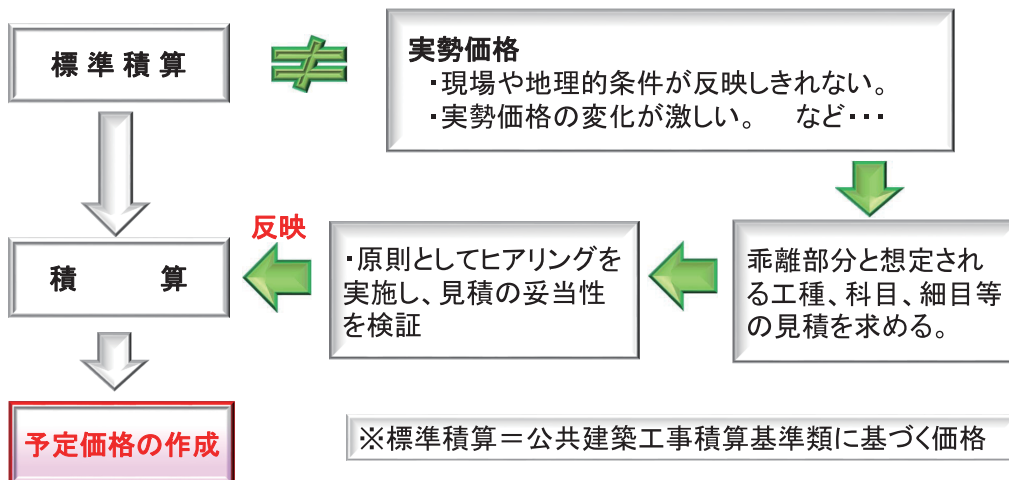 標準積算
実勢価格
・現場や地理的条件が反映しきれない。
・実勢価格の変化が激しい。　など・・・
反映
積　　算
・原則としてヒアリングを
実施し、見積の妥当性
を検証
乖離部分と想定され
る工種、科目、細目等
の見積を求める。
予定価格の作成
※標準積算＝公共建築工事積算基準類に基づく価格